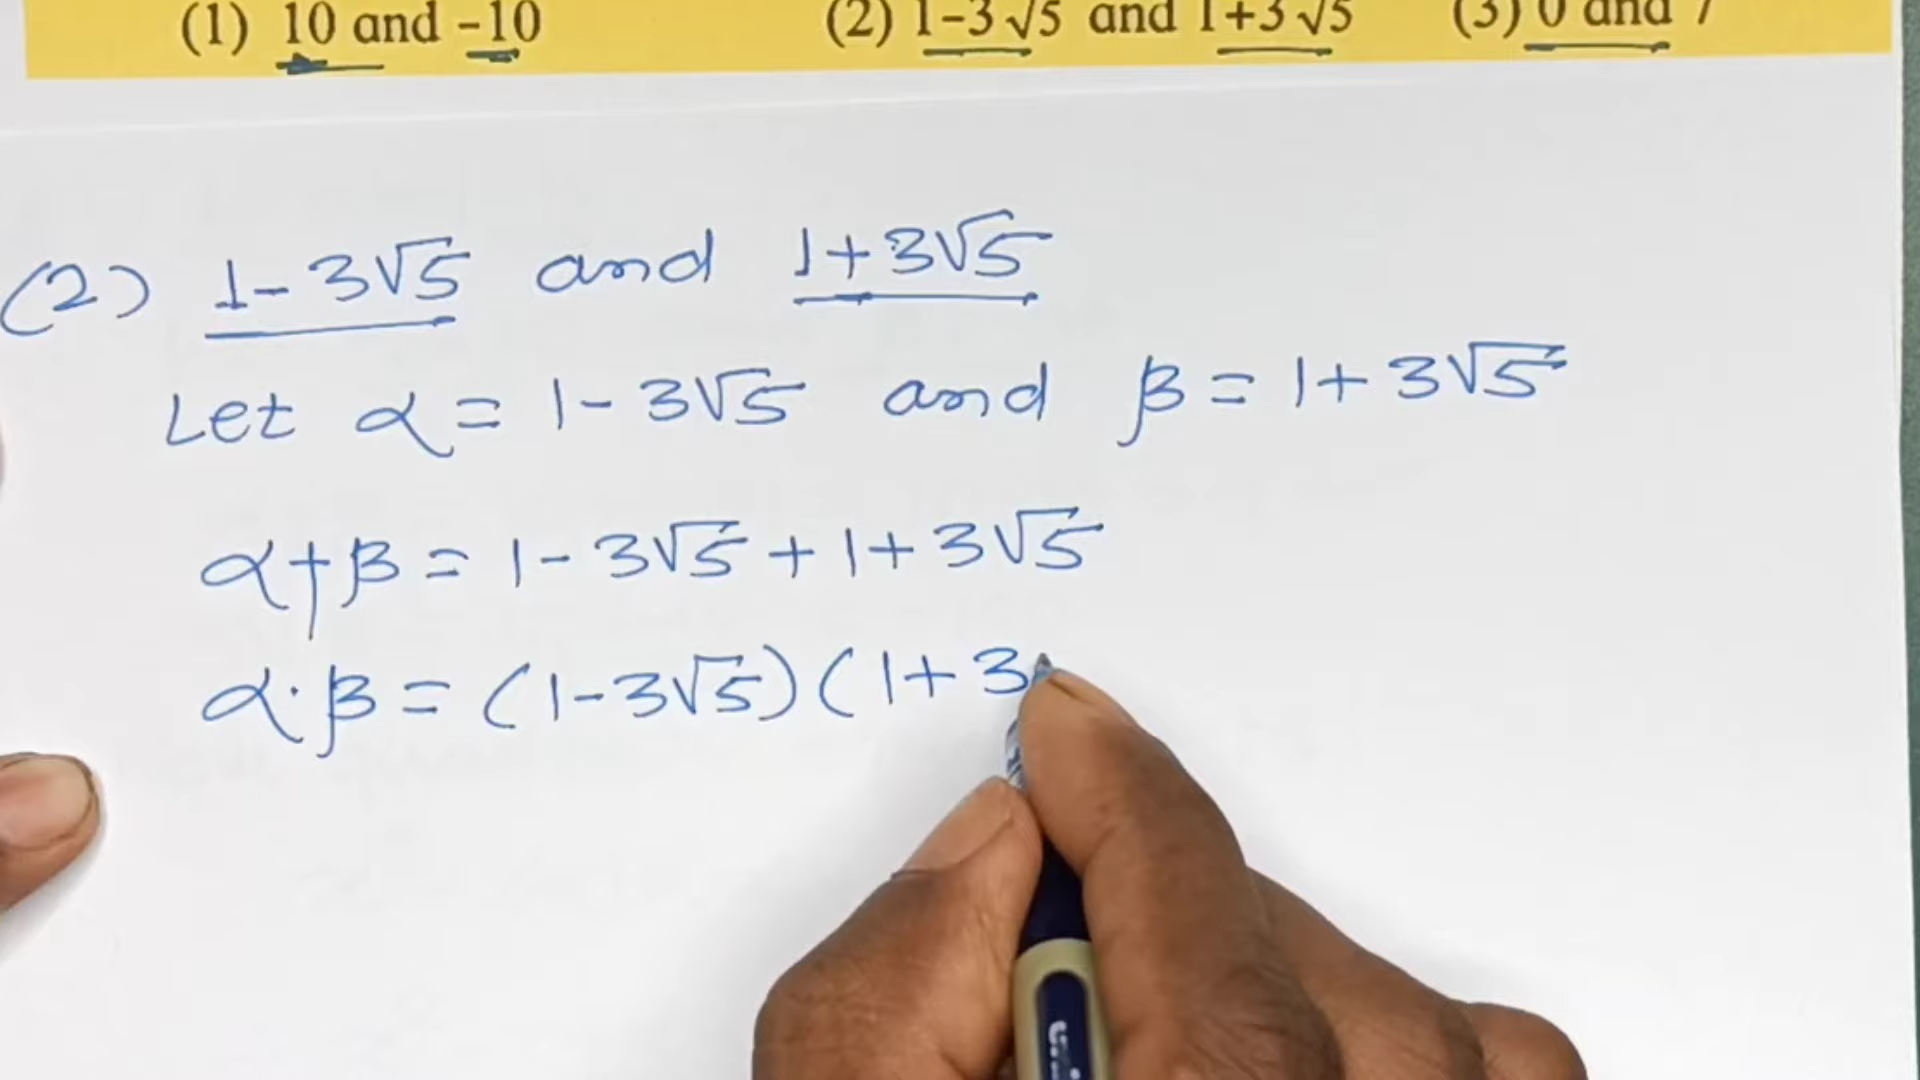 (1) 10 and -10 (2) 1-3√5 and 1+3√5 (3) 0 and 7
(2) 1-3√5 and 1+3√5
Let α = 1-3√5 and β = 1+3√5
α+β = 1-3√5+1+3√5
α·β = (1-3√5)(1+3